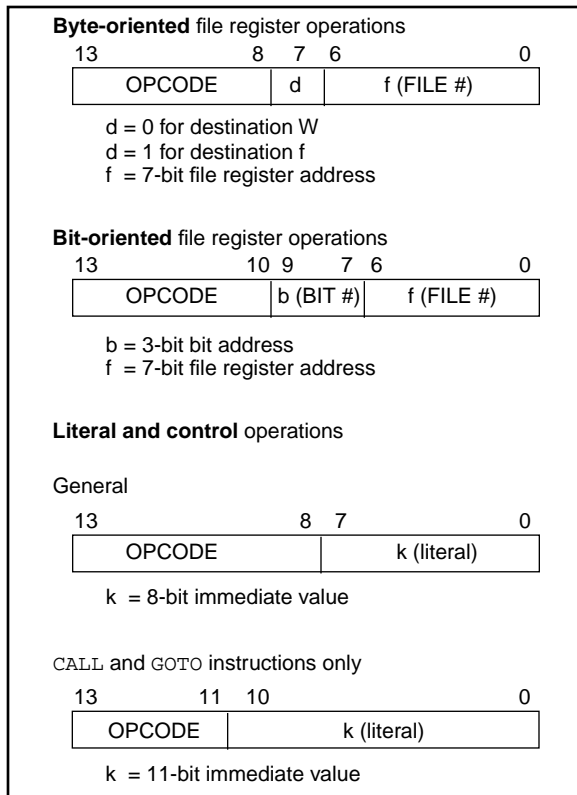 Byte-oriented file register operations
13 8 7 6 0
OPCODE d f (FILE #)
d = 0 for destination W
d = 1 for destination f
f = 7-bit file register address
Bit-oriented file register operations
13 10 9 7 6 0
OPCODE b (BIT #) f (FILE #)
b = 3-bit bit address
f = 7-bit file register address
Literal and control operations
General
13 8 7 0
OPCODE k (literal)
k = 8-bit immediate value
CALL and GOTO instructions only
13 11 10 0
OPCODE k (literal)
k = 11-bit immediate value